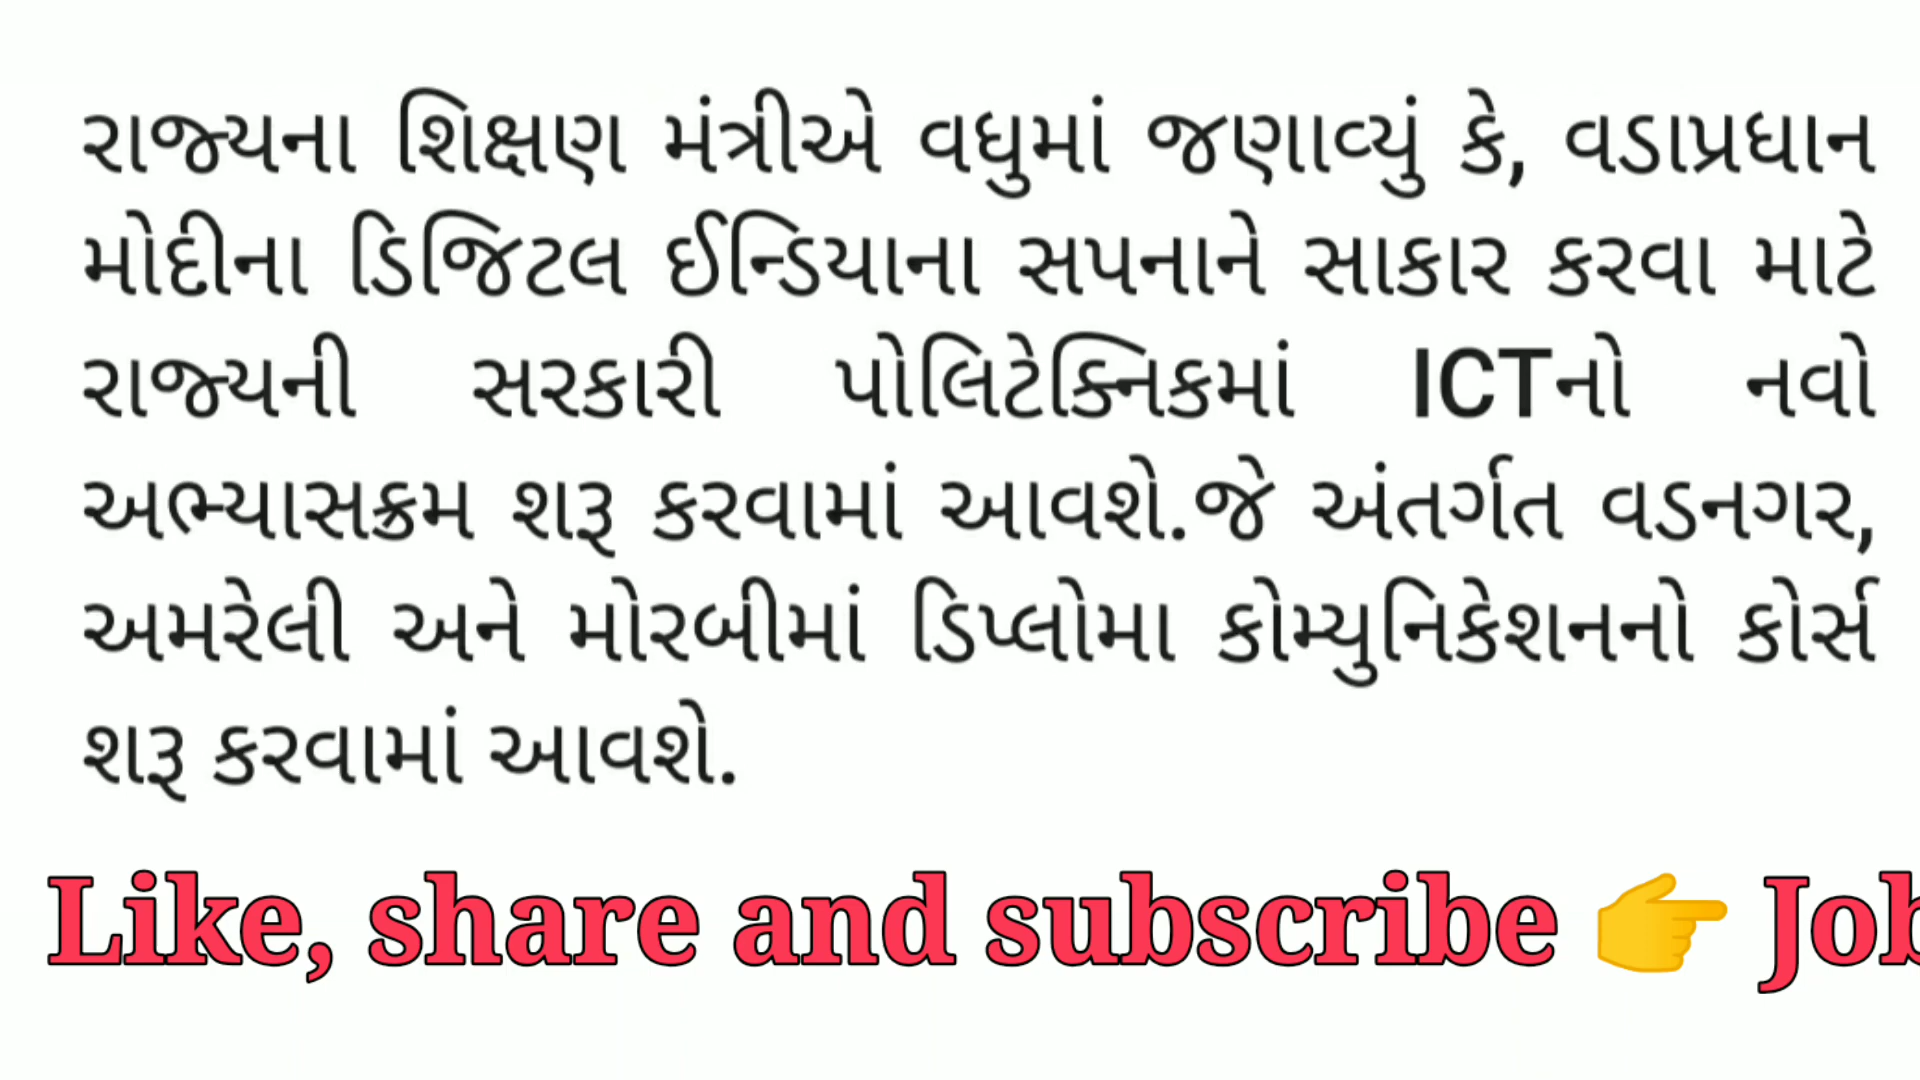 રાજ્યના શિક્ષણ મંત્રીએ વધુમાં જણાવ્યું કે, વડાપ્રધાન
મોદીના ડિજિટલ ઈન્ડિયાના સપનાને સાકાર કરવા માટે
રાજ્યની સરકારી પોલિટેક્નિકમાં ICTનો નવો
અભ્યાસક્રમ શરૂ કરવામાં આવશે.જે અંતર્ગત વડનગર,
અમરેલી અને મોરબીમાં ડિપ્લોમા કોમ્યુનિકેશનનો કોર્સ
શરૂ કરવામાં આવશે.
Like, share and subscribe 👉 Job